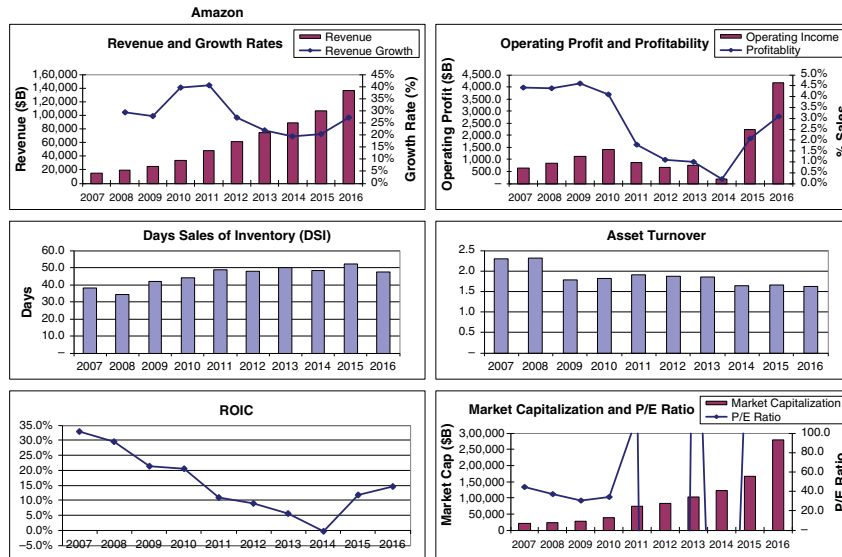 Amazon
Revenue and Growth Rates
Revenue
Revenue Growth
Revenue ($B)
1,60,000
1,40,000
1,20,000
1,00,000
80,000
60,000
40,000
20,000
0
45%
40%
35%
30%
25%
20%
15%
10%
5%
0%
Growth Rate (%)
2007 2008 2009 2010 2011 2012 2013 2014 2015 2016
Operating Profit and Profitability
Operating Income
Profitablity
Operating Profit ($B)
4,500.0
4,000.0
3,500.0
3,000.0
2,500.0
2,000.0
1,500.0
1,000.0
500.0
–
5.0%
4.5%
4.0%
3.5%
3.0%
2.5%
2.0%
1.5%
1.0%
0.5%
0.0%
% Sales
2007 2008 2009 2010 2011 2012 2013 2014 2015 2016
Days Sales of Inventory (DSI)
Days
60.0
50.0
40.0
30.0
20.0
10.0
–
2007 2008 2009 2010 2011 2012 2013 2014 2015 2016
Asset Turnover
2.5
2.0
1.5
1.0
0.5
–
2007 2008 2009 2010 2011 2012 2013 2014 2015 2016
ROIC
35.0%
30.0%
25.0%
20.0%
15.0%
10.0%
5.0%
0.0%
–5.0%
2007 2008 2009 2010 2011 2012 2013 2014 2015 2016
Market Capitalization and P/E Ratio
Market Capitalization
P/E Ratio
Market Cap ($B)
3,00,000
2,50,000
2,00,000
1,50,000
1,00,000
50,000
0
100.0
80.0
60.0
40.0
20.0
–
P/E Ratio
2007 2008 2009 2010 2011 2012 2013 2014 2015 2016